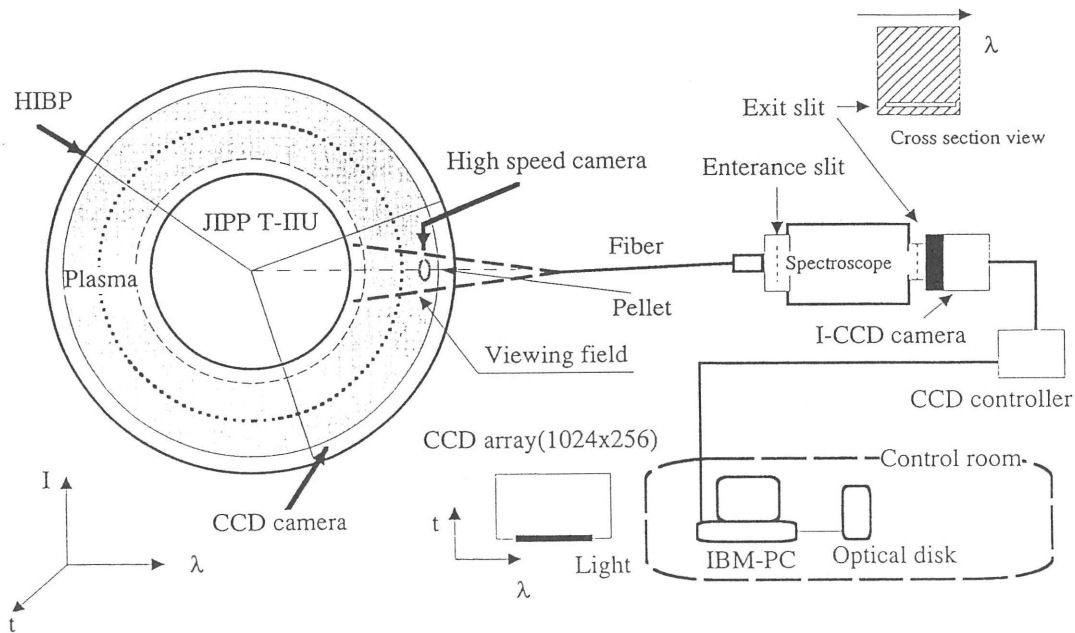 λ
HIBP
Exit slit
Cross section view
High speed camera
Enterance slit
JIPP T-IIU
Fiber
Plasma
Spectroscope
Pellet
I-CCD camera
Viewing field
CCD controller
CCD array(1024x256)
Control room
I
CCD camera
t
λ
t
Light
λ
IBM-PC
Optical disk